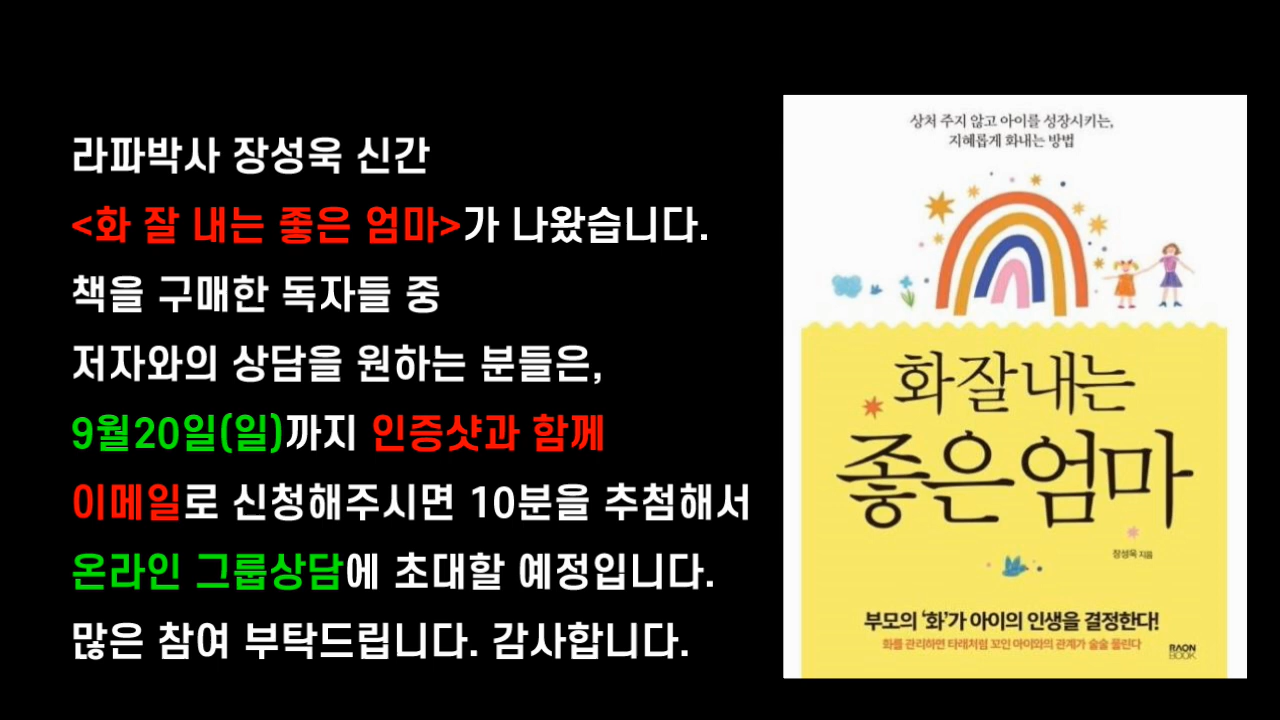 라파박사 장성욱 신간
<화 잘 내는 좋은 엄마>가 나왔습니다.
책을 구매한 독자들 중
저자와의 상담을 원하는 분들은,
9월20일(일)까지 인증샷과 함께
이메일로 신청해주시면 10분을 추첨해서
온라인 그룹상담에 초대할 예정입니다.
많은 참여 부탁드립니다. 감사합니다.
상처 주지 않고 아이를 성장시키는,
지혜롭게 화내는 방법
화 잘 내는
좋은 엄마
장성욱 지음
부모의 '화'가 아이의 인생을 결정한다!
화를 관리하면 타래처럼 꼬인 아이와의 관계가 술술 풀린다
RAON
BOOK